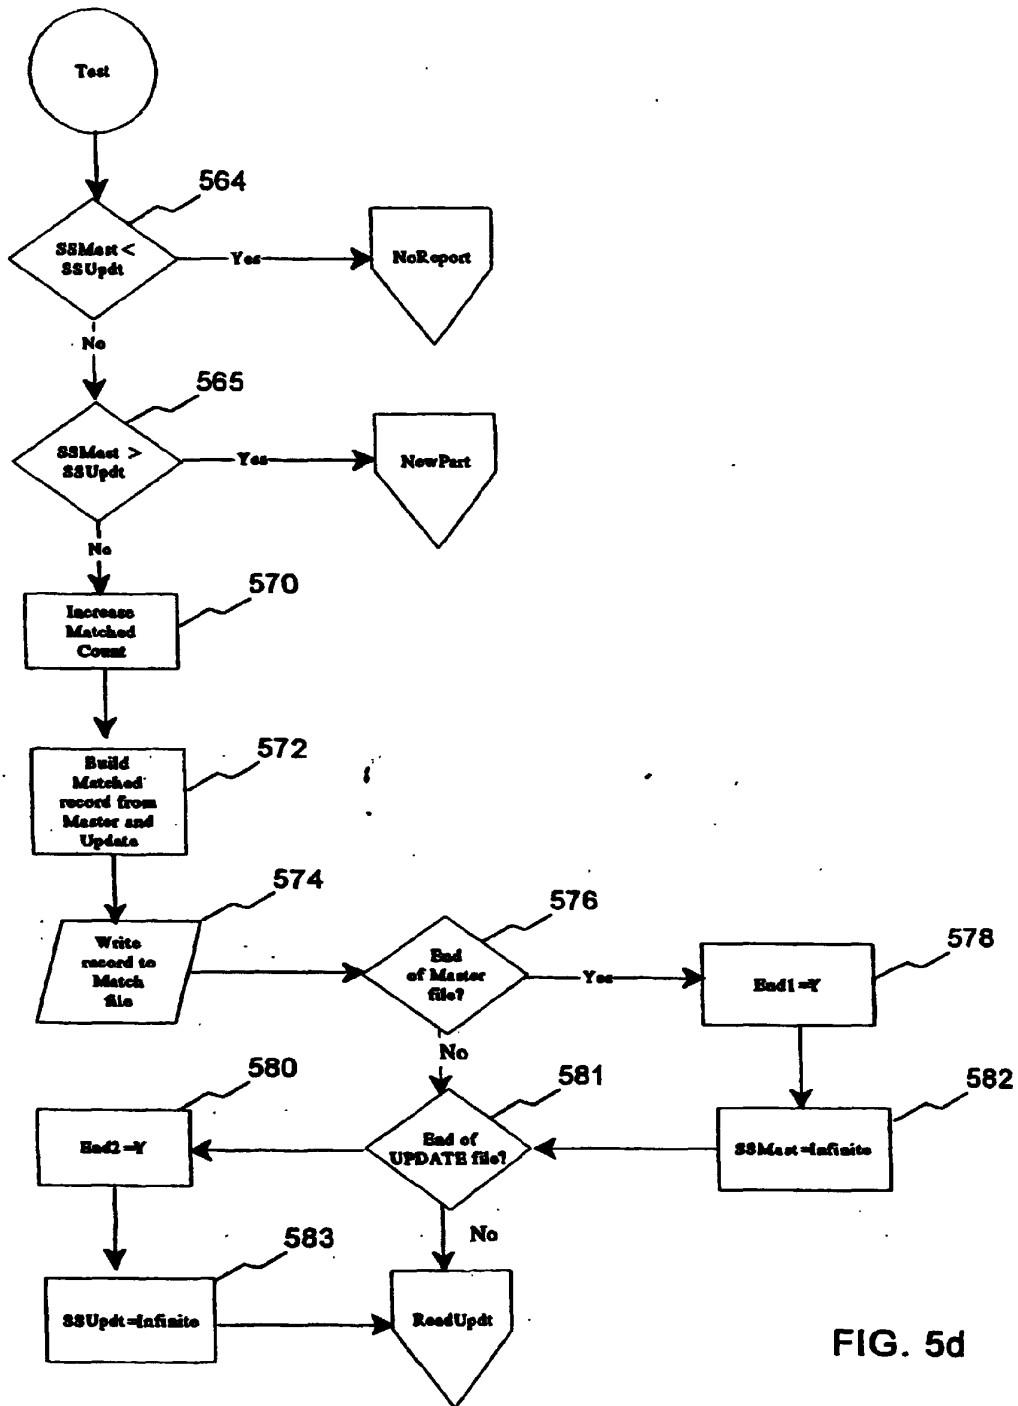 Test
564
SSMast <
SSUpdt
Yes
NoReport
No
565
SSMast >
SSUpdt
Yes
NewPart
No
570
Increase
Matched
Count
572
Build
Matched
record from
Master and
Update
574
Write
record to
Match
file
576
End
of Master
file?
Yes
578
End1=Y
No
580
End2=Y
581
End of
UPDATE file?
582
SSMast=Infinite
583
SSUpdt=Infinite
No
ReadUpdt
FIG. 5d